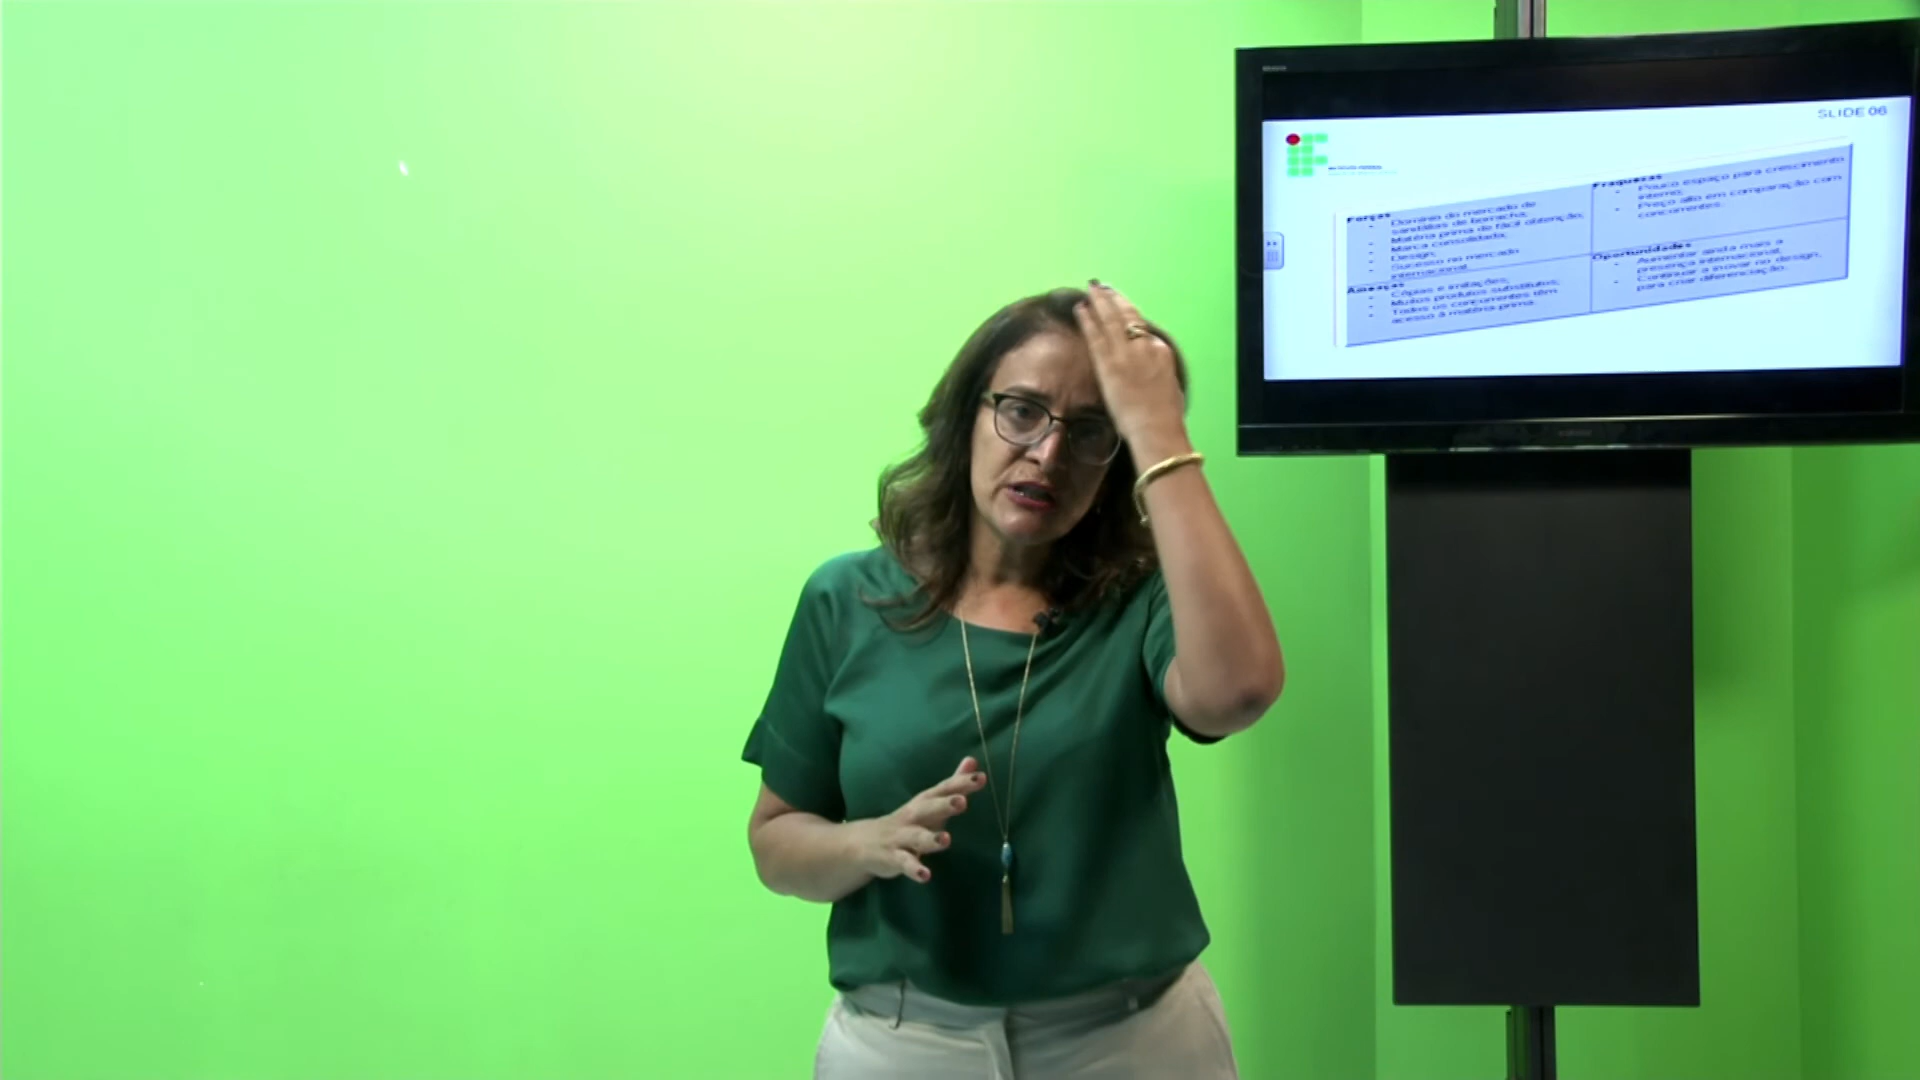 SLIDE 06
INSTITUTO FEDERAL
Forças
- Domínio do mercado de
sandálias de borracha;
- Matéria prima de fácil obtenção;
- Marca consolidada;
- Design;
- Sucesso no mercado
internacional.
Fraquezas
- Pouco espaço para crescimento
interno;
- Preço alto em comparação com
concorrentes.
Ameaças
- Cópias e imitações;
- Muitos produtos substitutos;
- Todos os concorrentes têm
acesso à matéria-prima.
Oportunidades
- Aumentar ainda mais a
presença internacional;
- Continuar a inovar no design,
para criar diferenciação.